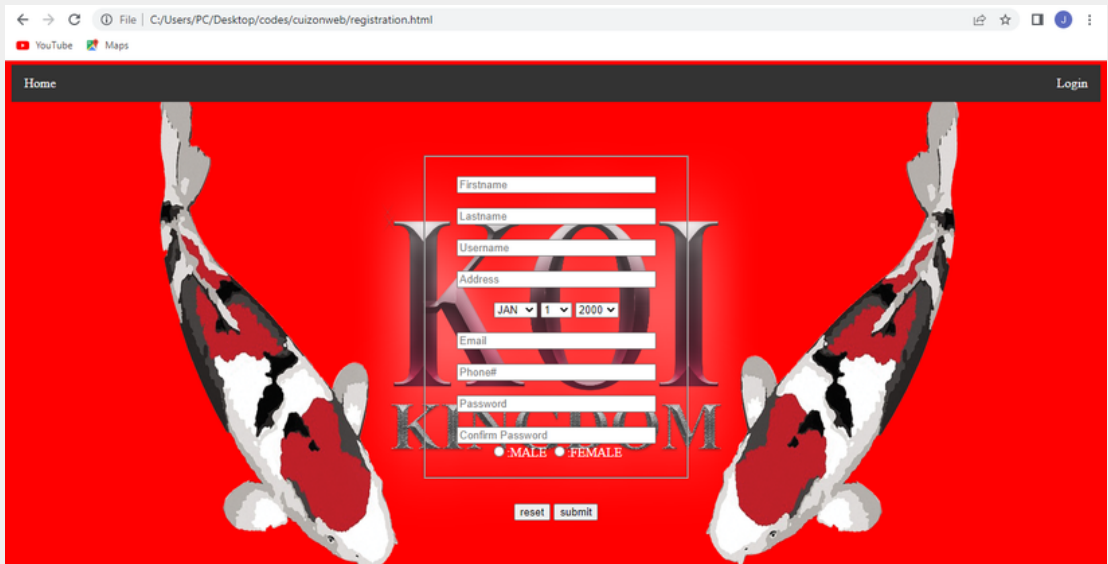 File | C:/Users/PC/Desktop/codes/cuizonweb/registration.html
J
YouTube Maps
Home Login
Firstname
Lastname
Username
Address
JAN 1 2000
Email
Phone#
Password
Confirm Password
:MALE :FEMALE
KOI
KINGDOM
reset submit